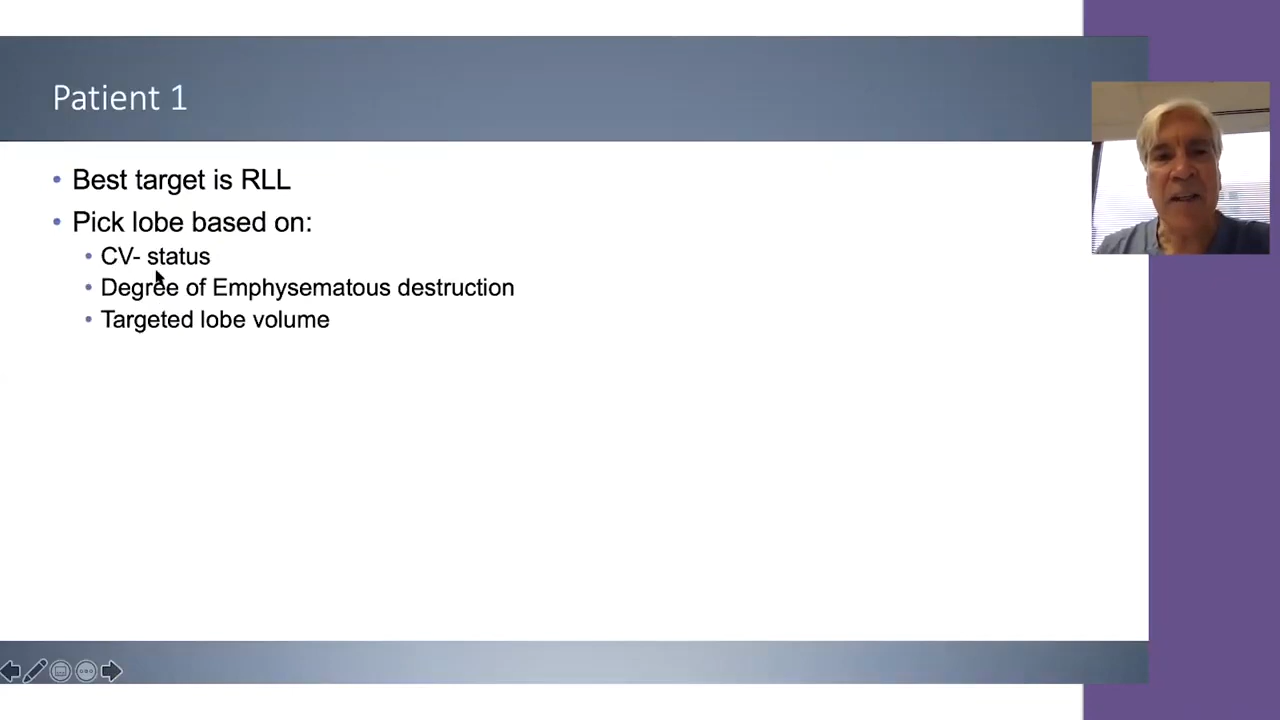 Patient 1
• Best target is RLL
• Pick lobe based on:
• CV- status
• Degree of Emphysematous destruction
• Targeted lobe volume